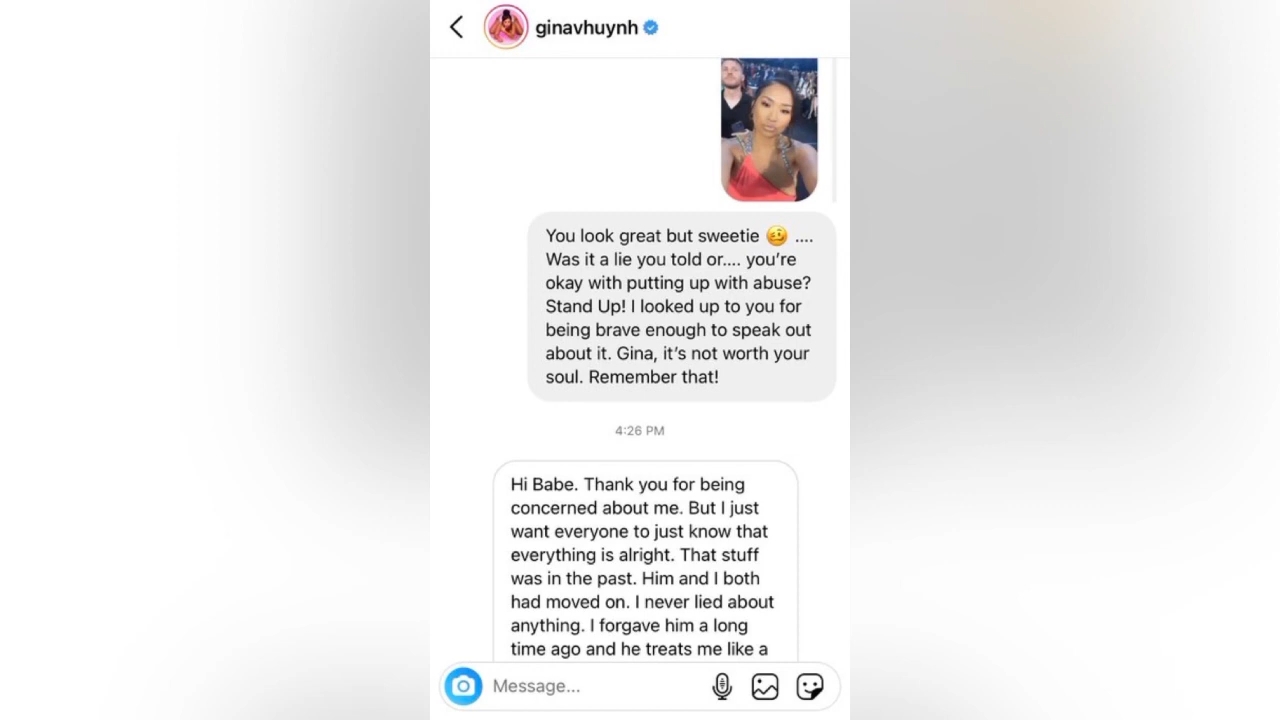 ginavhuynh
You look great but sweetie 🥴 ....
Was it a lie you told or.... you’re
okay with putting up with abuse?
Stand Up! I looked up to you for
being brave enough to speak out
about it. Gina, it’s not worth your
soul. Remember that!
4:26 PM
Hi Babe. Thank you for being
concerned about me. But I just
want everyone to just know that
everything is alright. That stuff
was in the past. Him and I both
had moved on. I never lied about
anything. I forgave him a long
time ago and he treats me like a
Message...